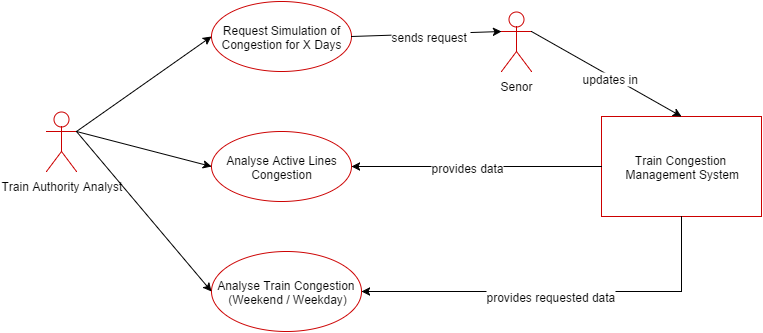 Request Simulation of
Congestion for X Days
sends request
Senor
updates in
Train Authority Analyst
Analyse Active Lines
Congestion
provides data
Train Congestion
Management System
Analyse Train Congestion
(Weekend / Weekday)
provides requested data